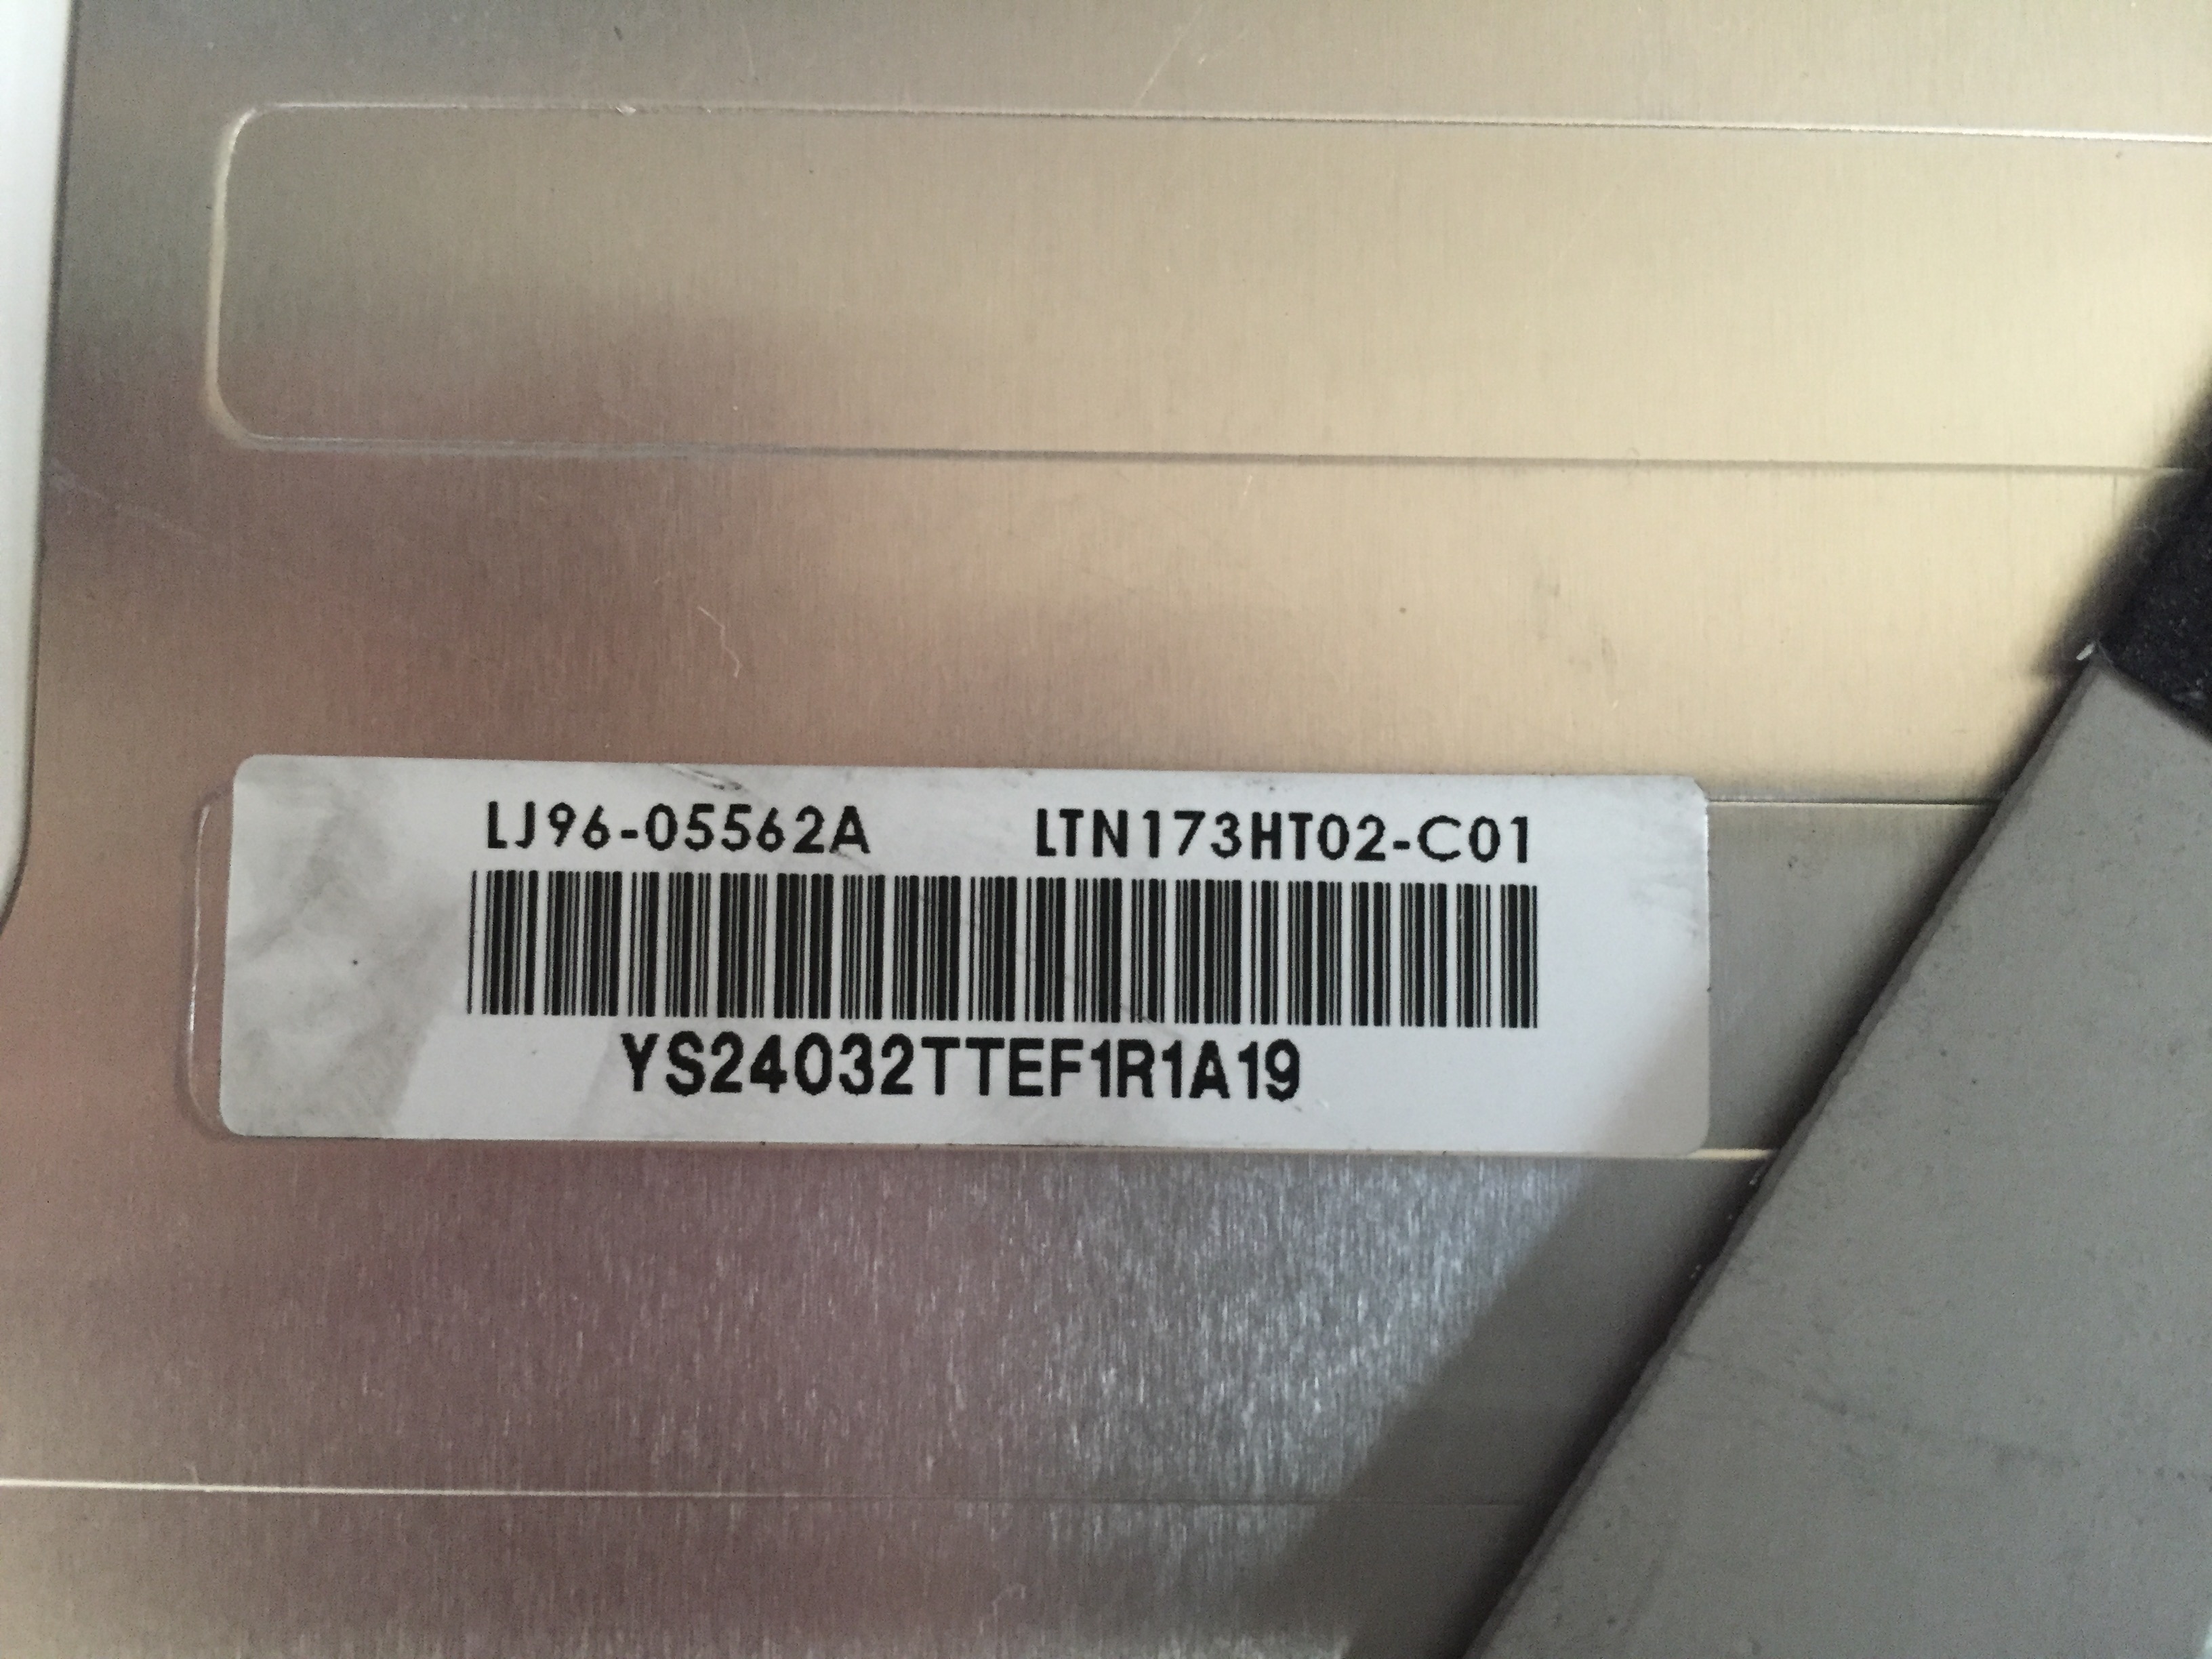 LJ96-05562A LTN173HT02-C01
YS24032TTEF1R1A19